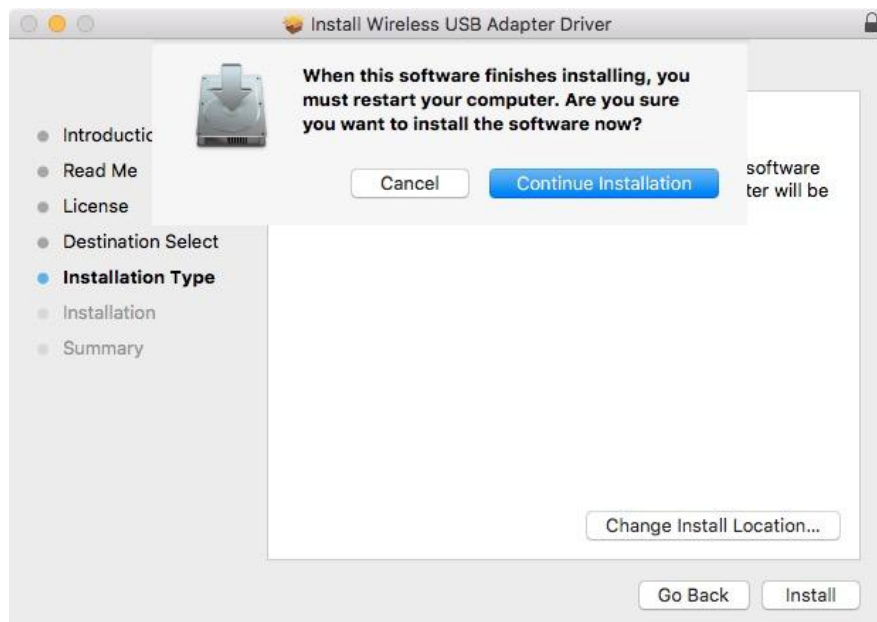 Install Wireless USB Adapter Driver
When this software finishes installing, you
must restart your computer. Are you sure
you want to install the software now?
Cancel
Continue Installation
software
will be
Read Me
License
Destination Select
Installation Type
Installation
Summary
Change Install Location...
Go Back
Install